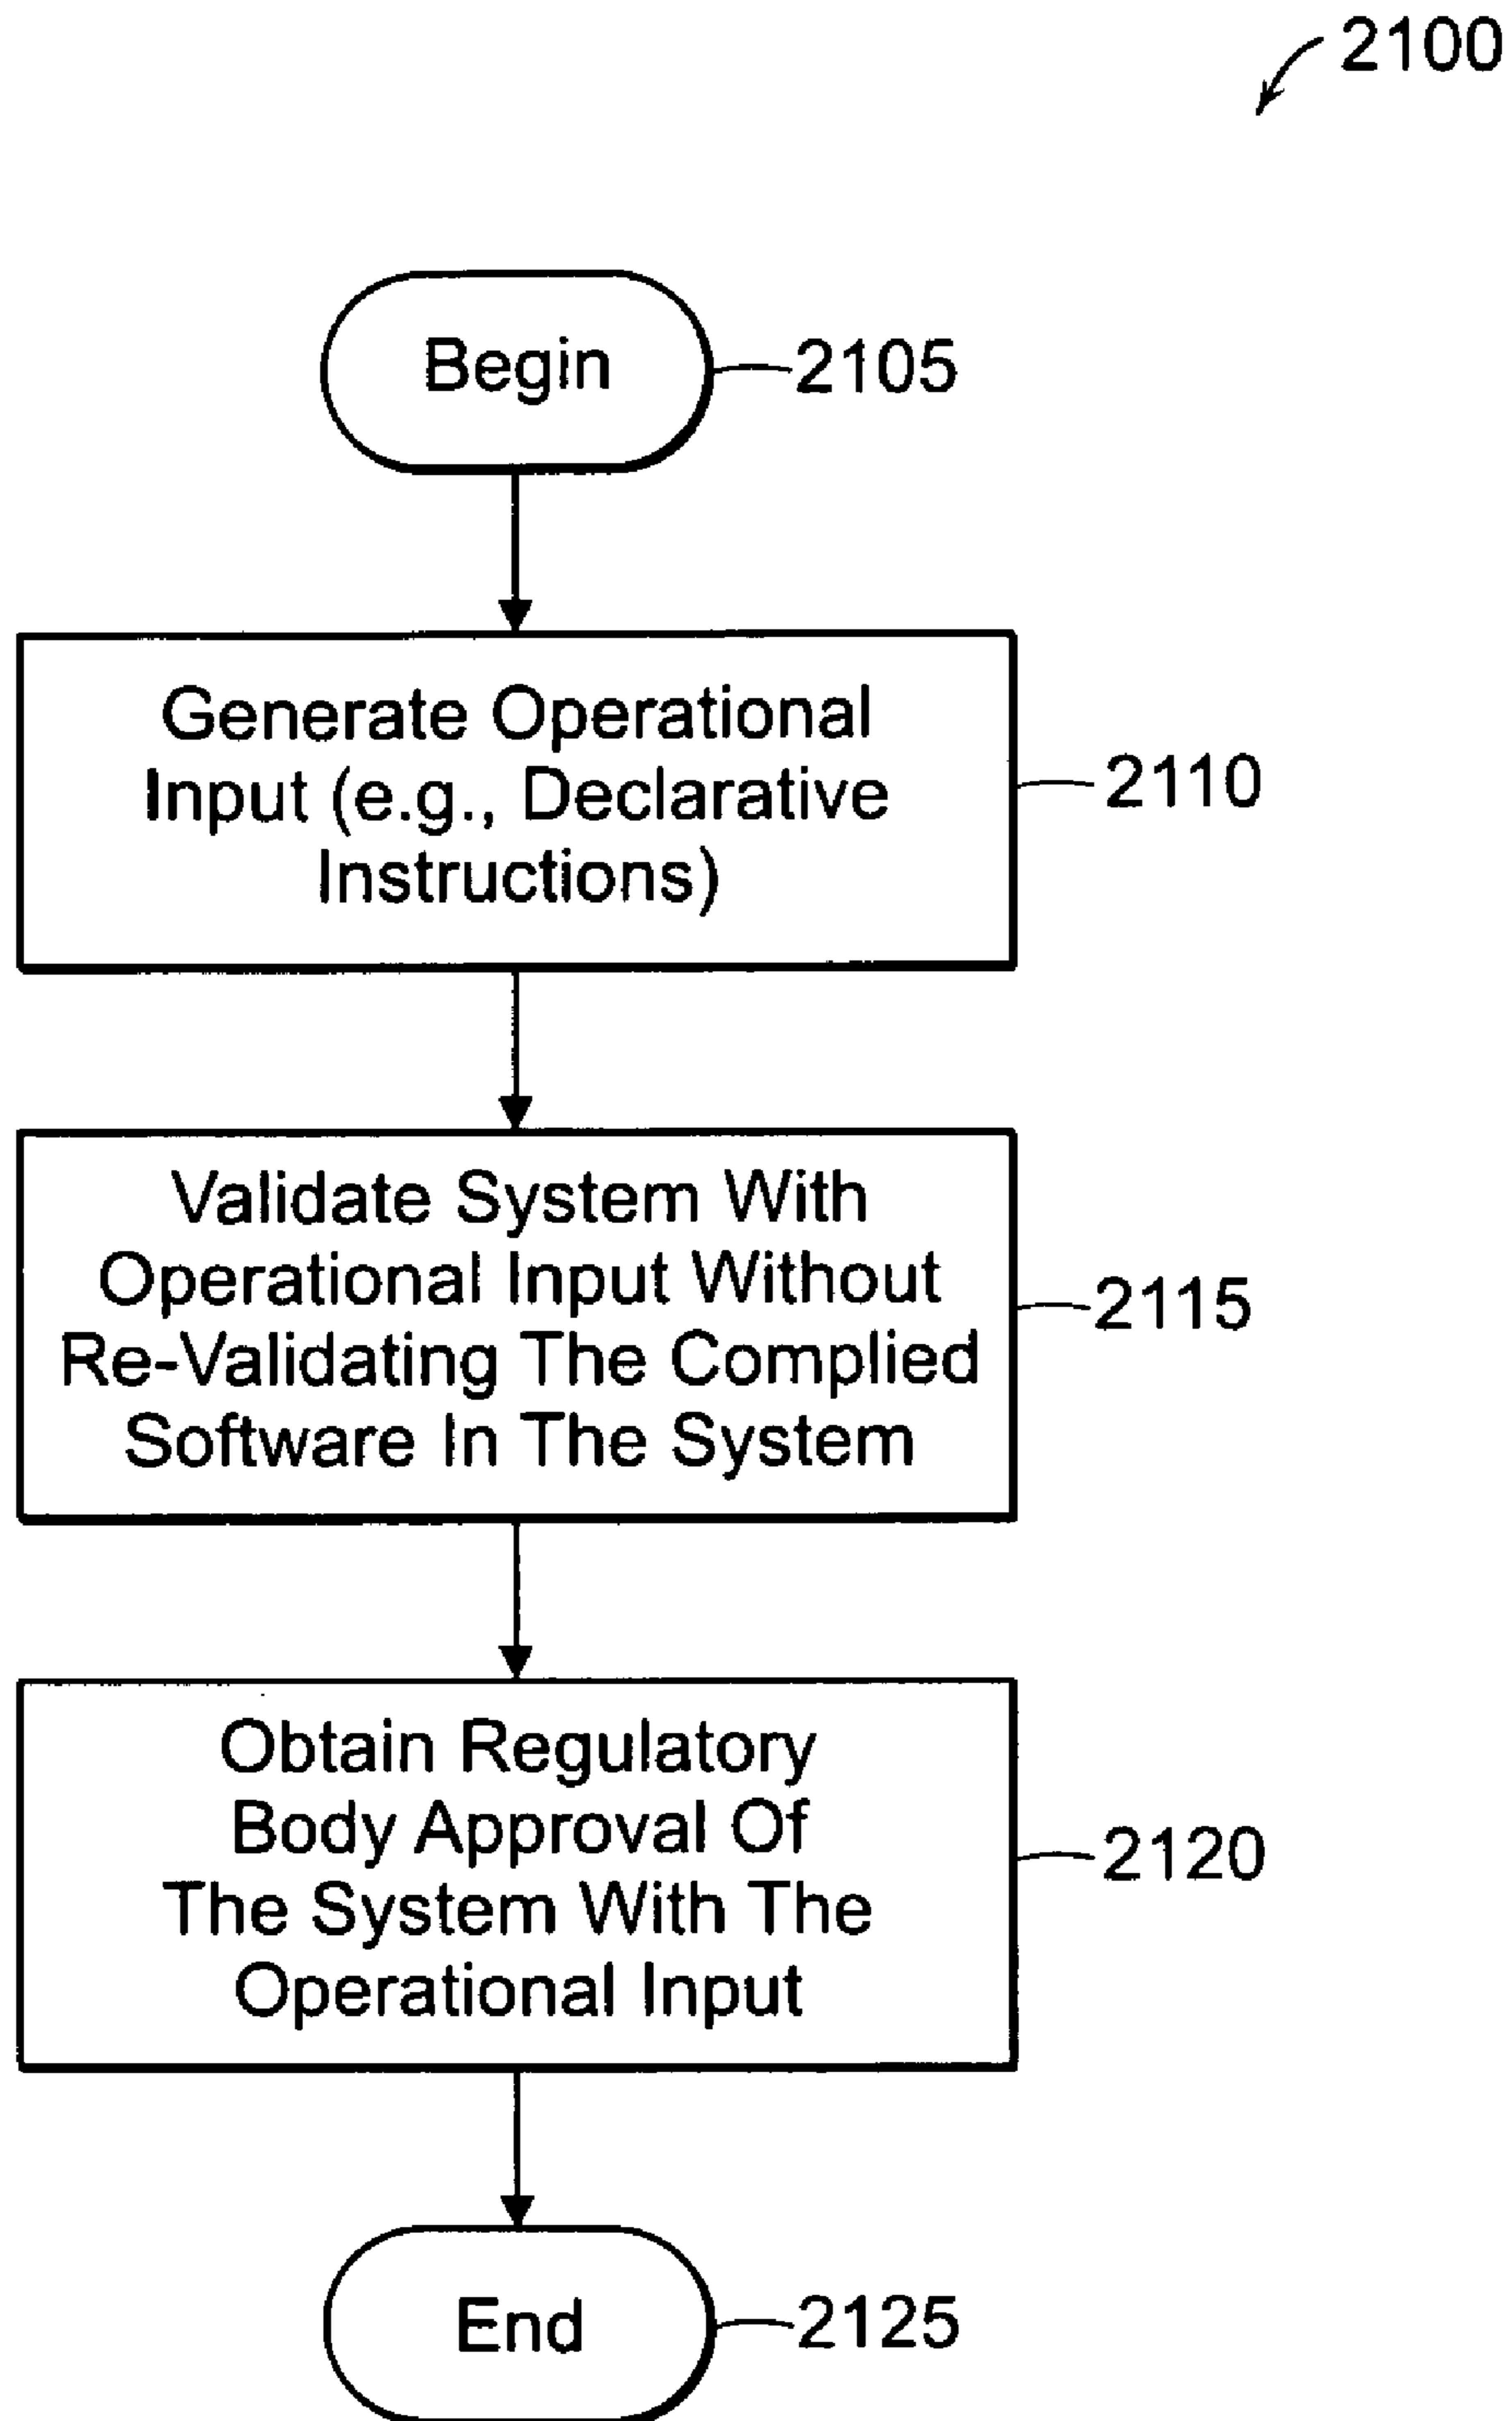 2100
Begin
2105
Generate Operational
Input (e.g., Declarative
Instructions)
2110
Validate System With
Operational Input Without
Re-Validating The Complied
Software In The System
2115
Obtain Regulatory
Body Approval Of
The System With The
Operational Input
2120
End
2125